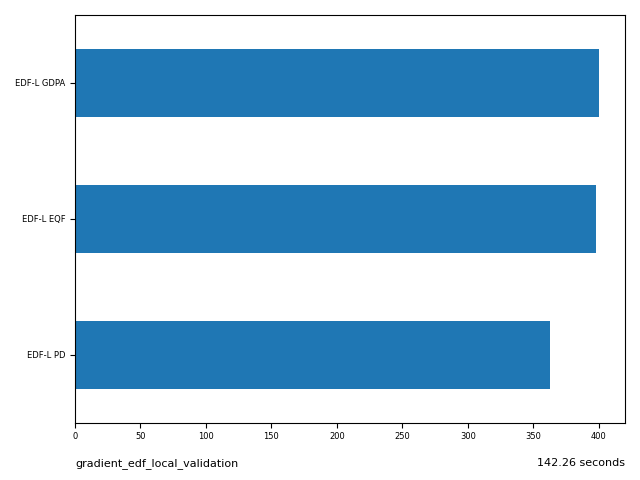 EDF-L GDPA
EDF-L EQF
EDF-L PD
0 50 100 150 200 250 300 350 400
gradient_edf_local_validation 142.26 seconds